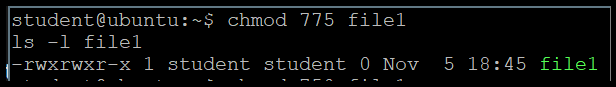 student@ubuntu:~$ chmod 775 file1
ls -l file1
-rwxrwxr-x 1 student student 0 Nov  5 18:45 file1